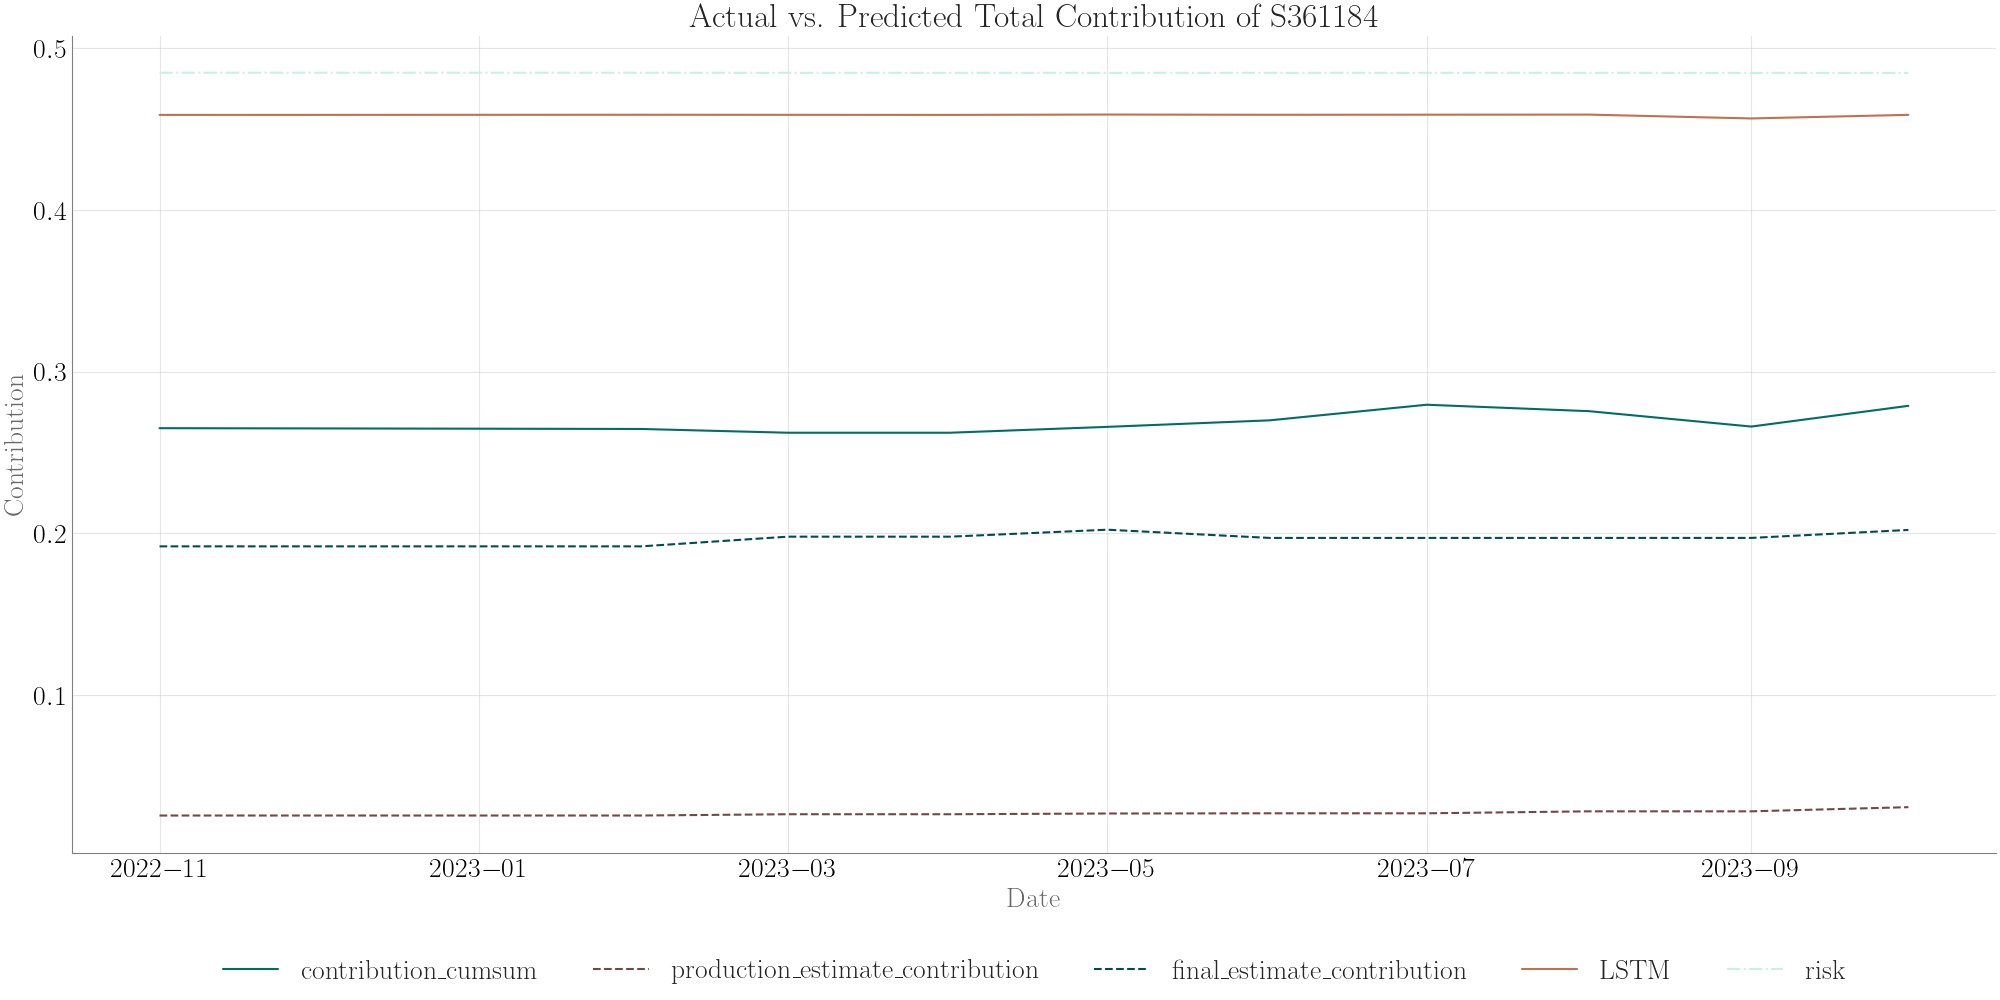 Actual vs. Predicted Total Contribution of S361184
0.5
0.4
0.3
0.2
0.1
Contribution
2022−11 2023−01 2023−03 2023−05 2023−07 2023−09
Date
contribution_cumsum production_estimate_contribution final_estimate_contribution LSTM risk